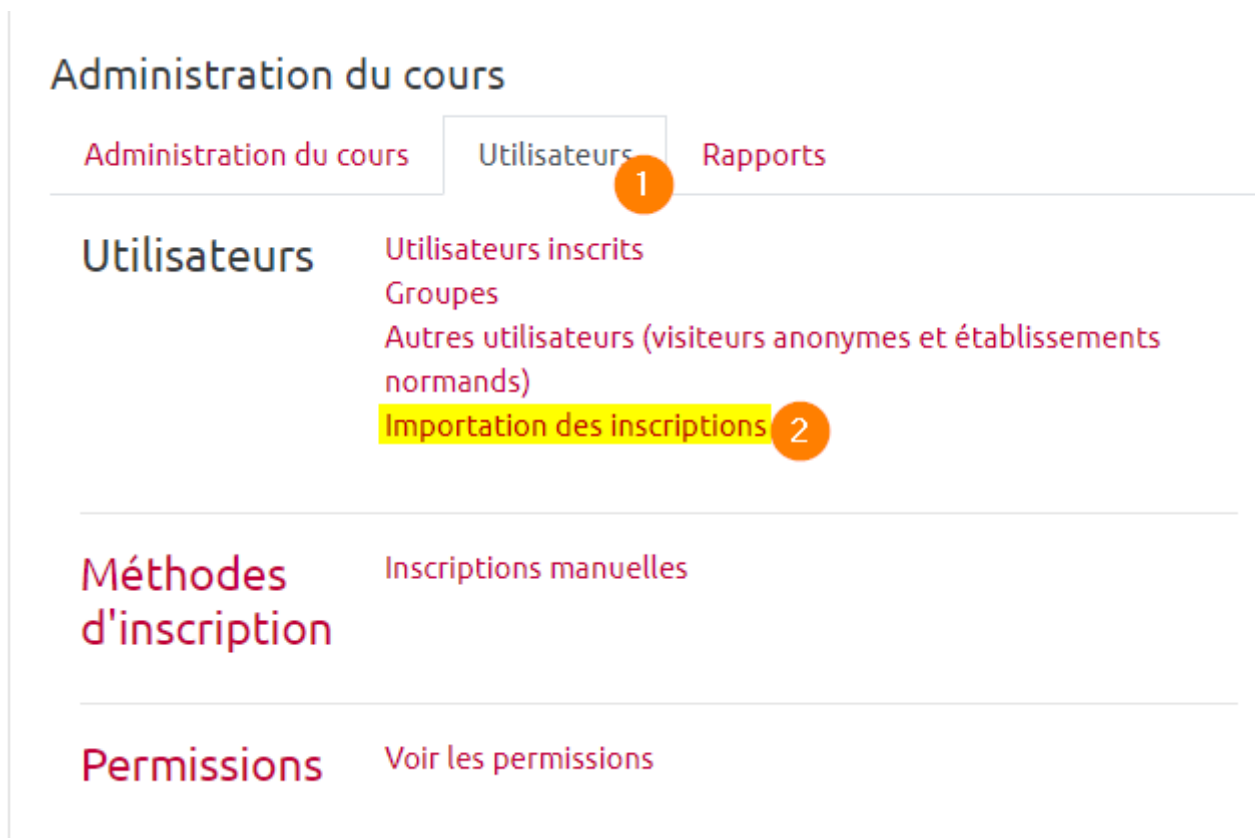 Administration du cours
Administration du cours
Utilisateurs
Rapports
1
Utilisateurs
Utilisateurs inscrits
Groupes
Autres utilisateurs (visiteurs anonymes et établissements
normands)
Importation des inscriptions
2
Méthodes
d'inscription
Inscriptions manuelles
Permissions
Voir les permissions